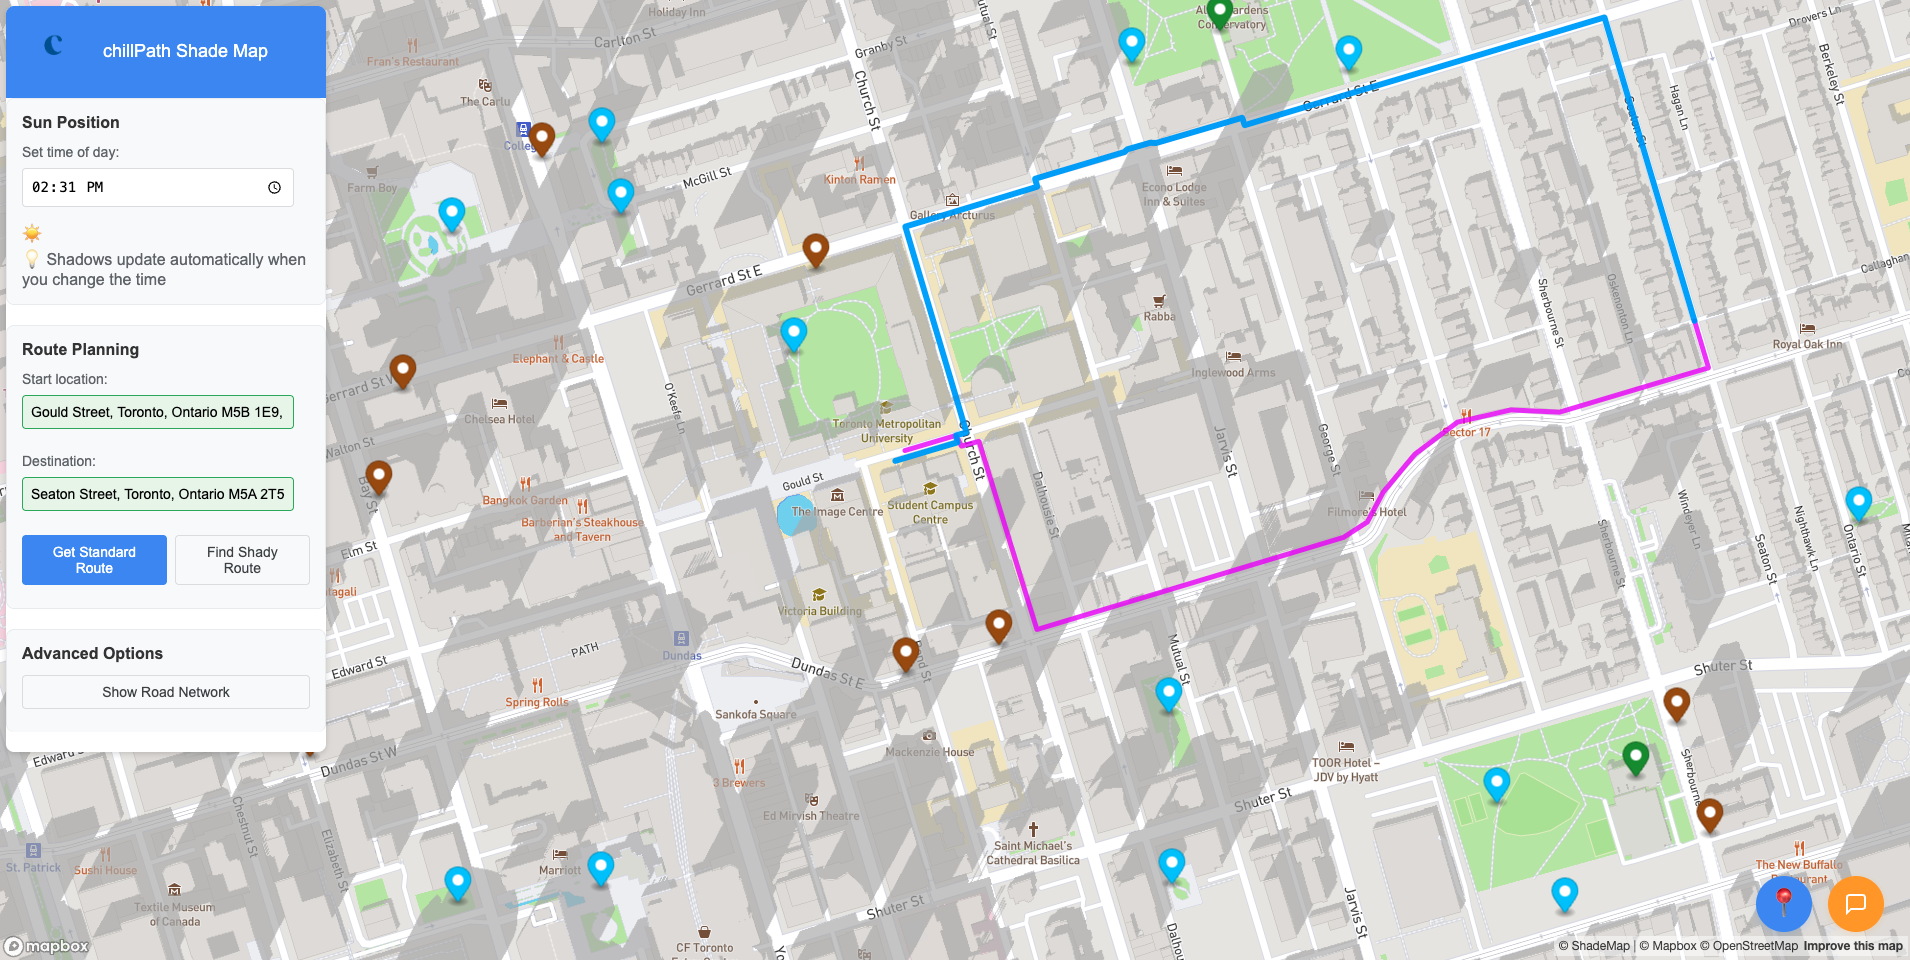 chillPath Shade Map
Sun Position
Set time of day:
02:31 PM
Shadows update automatically when
you change the time
Route Planning
Start location:
Gould Street, Toronto, Ontario M5B 1E9,
Destination:
Seaton Street, Toronto, Ontario M5A 2T5
Get Standard
Route
Find Shady
Route
Advanced Options
Show Road Network
Holiday Inn
Carlton St
Fran's Restaurant
The Carlu
Granby St
Church St
Mutual St
Conservatory
Drovers Ln
Berkeley St
Hagan Ln
Seaton St
Gerrard St E
Farm Boy
McGill St
Kinton Ramen
Gallery Arcturus
Econo Lodge
Inn & Suites
Gerrard St E
Rabba
Sherbourne St
Oskenonton Ln
Callaghan
Royal Oak Inn
Elephant & Castle
Gerrard St W
Chelsea Hotel
O'Keefe Ln
Inglewood Arms
Toronto Metropolitan
University
Church St
Jarvis St
George St
Sector 17
Walton St
Bay St
Bangkok Garden
Barberian's Steakhouse
and Tavern
Gould St
The Image Centre
Student Campus
Centre
Dalhousie St
Filmore's Hotel
Sherbourne St
Windeyer Ln
Seaton St
Nighthawk Ln
Ontario St
Elm St
Victoria Building
Edward St
PATH
Dundas
Dundas St E
Bond St
Mutual St
Shuter St
Spring Rolls
Sankofa Square
Mackenzie House
Dundas St W
3 Brewers
Ed Mirvish Theatre
TOOR Hotel –
JDV by Hyatt
Shuter St
Sherbourne
Chestnut St
Elizabeth St
St. Patrick
Sushi House
Marriott
Saint Michael's
Cathedral Basilica
The New Buffalo
Textile Museum
of Canada
Shuter St
Jarvis St
CF Toronto
mapbox
© ShadeMap | © Mapbox © OpenStreetMap Improve this map